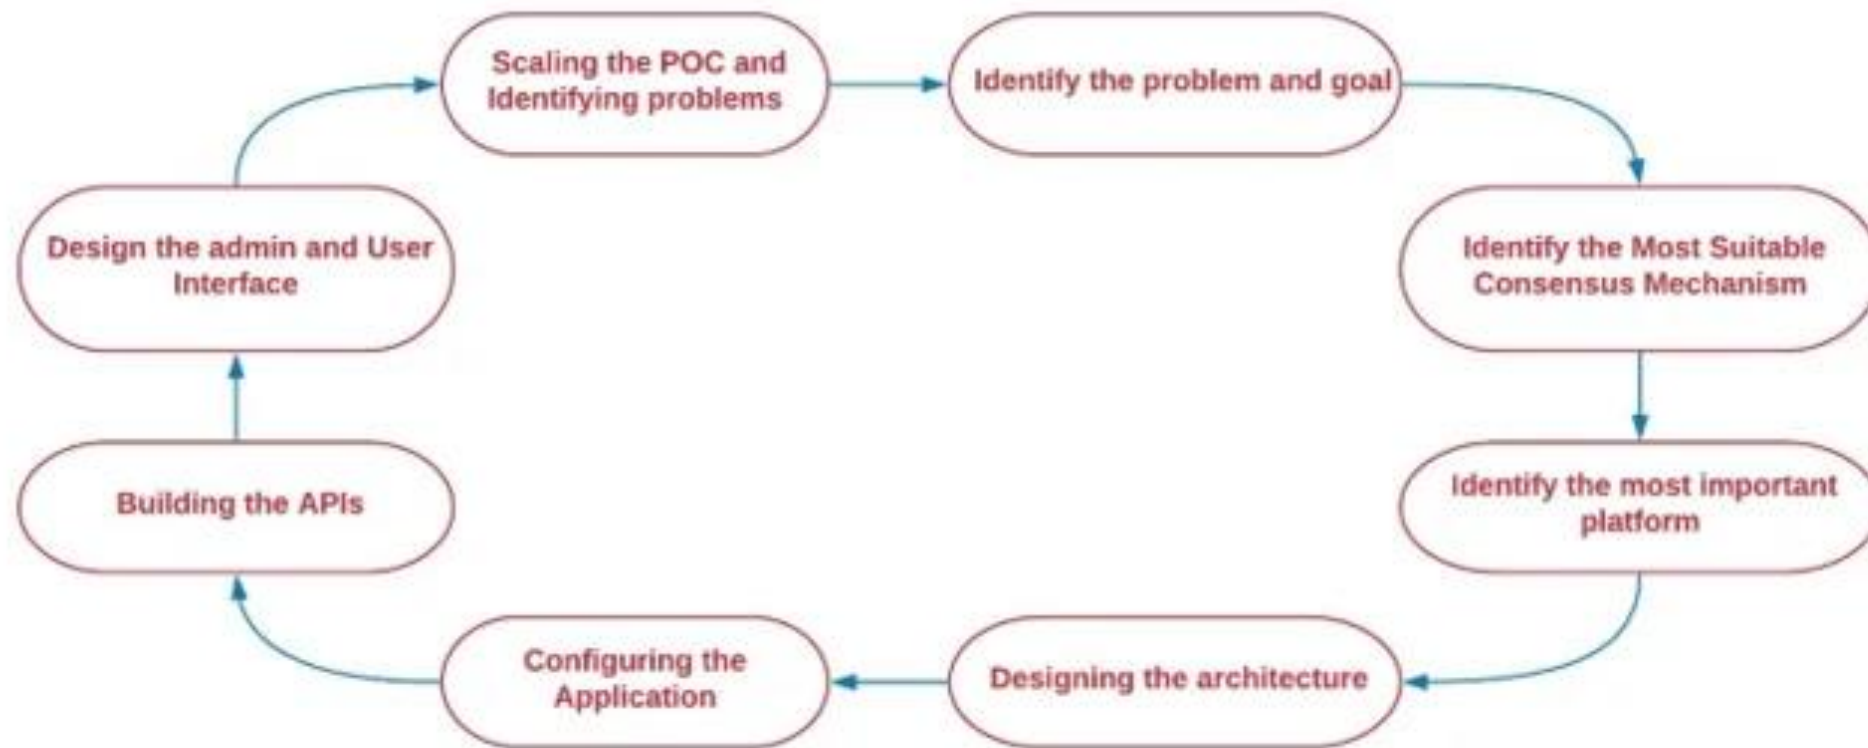 Scaling the POC and
Identifying problems
Identify the problem and goal
Design the admin and User
Interface
Identify the Most Suitable
Consensus Mechanism
Building the APIs
Identify the most important
platform
Configuring the
Application
Designing the architecture